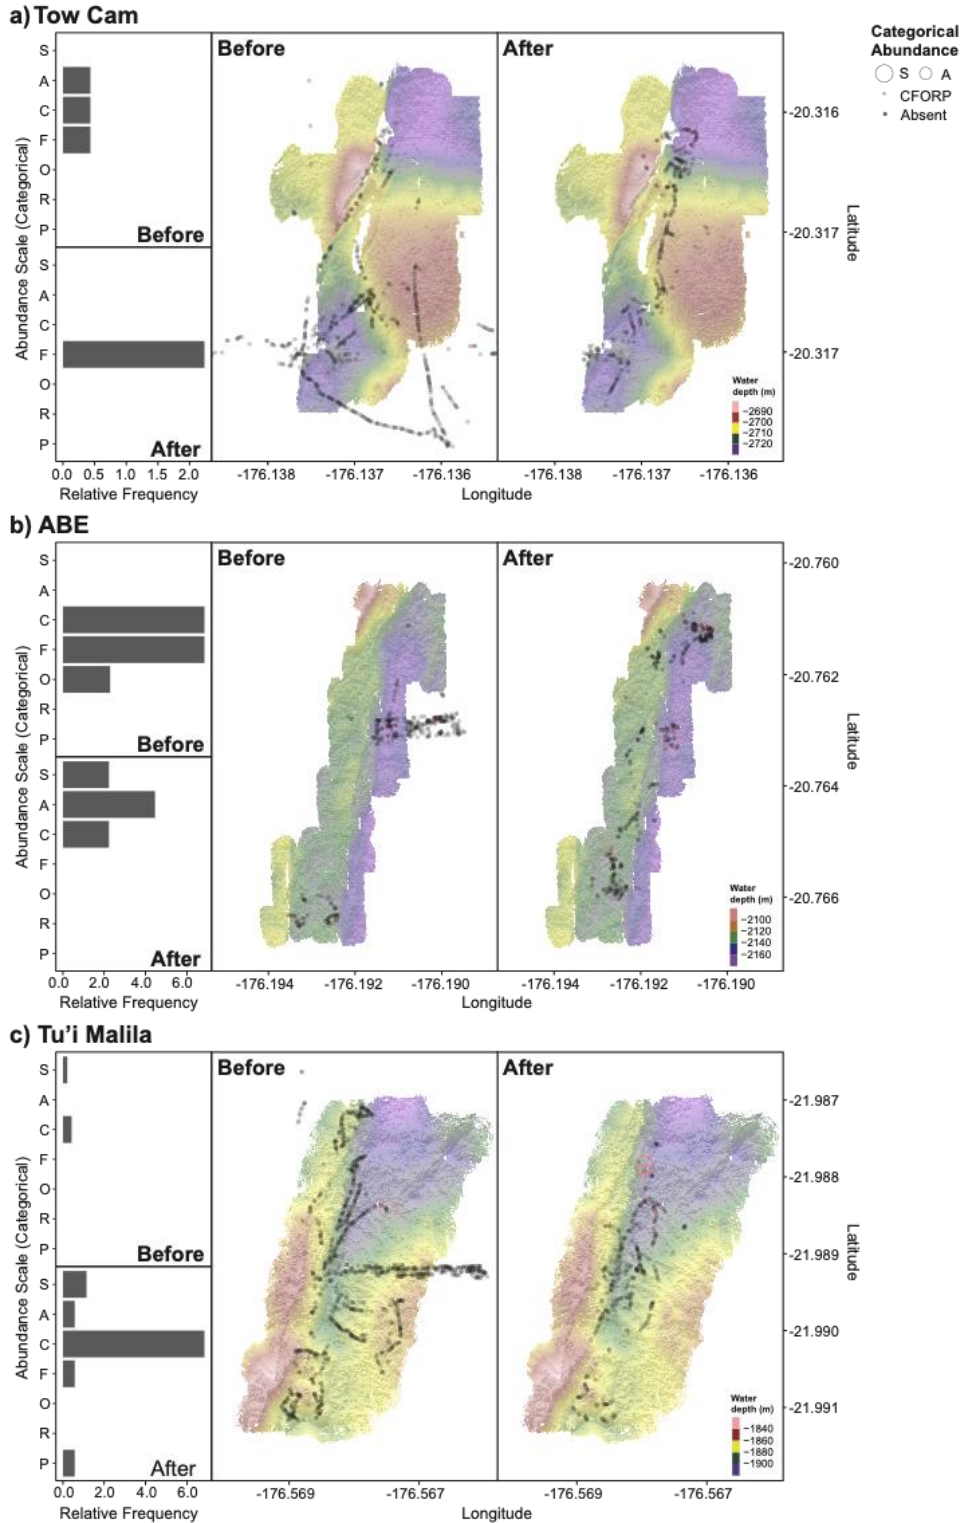 a) Tow Cam
Categorical
Abundance
S A
CFORP
Absent
Abundance Scale (Categorical)
S
A
C
F
O
R
P
Before
S
A
C
F
O
R
P
After
0.0 0.5 1.0 1.5 2.0
Relative Frequency
Before
After
-20.316
-20.317
-20.317
Latitude
Water
depth (m)
-2690
-2700
-2710
-2720
-176.138 -176.137 -176.136
-176.138 -176.137 -176.136
Longitude
b) ABE
Abundance Scale (Categorical)
S
A
C
F
O
R
P
Before
S
A
C
F
O
R
P
After
0.0 2.0 4.0 6.0
Relative Frequency
Before
After
-20.760
-20.762
-20.764
-20.766
Latitude
Water
depth (m)
-2100
-2120
-2140
-2160
-176.194 -176.192 -176.190
-176.194 -176.192 -176.190
Longitude
c) Tu'i Malila
Abundance Scale (Categorical)
S
A
C
F
O
R
P
Before
S
A
C
F
O
R
P
After
0.0 2.0 4.0 6.0
Relative Frequency
Before
After
-21.987
-21.988
-21.989
-21.990
-21.991
Latitude
Water
depth (m)
-1840
-1860
-1880
-1900
-176.569 -176.567
-176.569 -176.567
Longitude